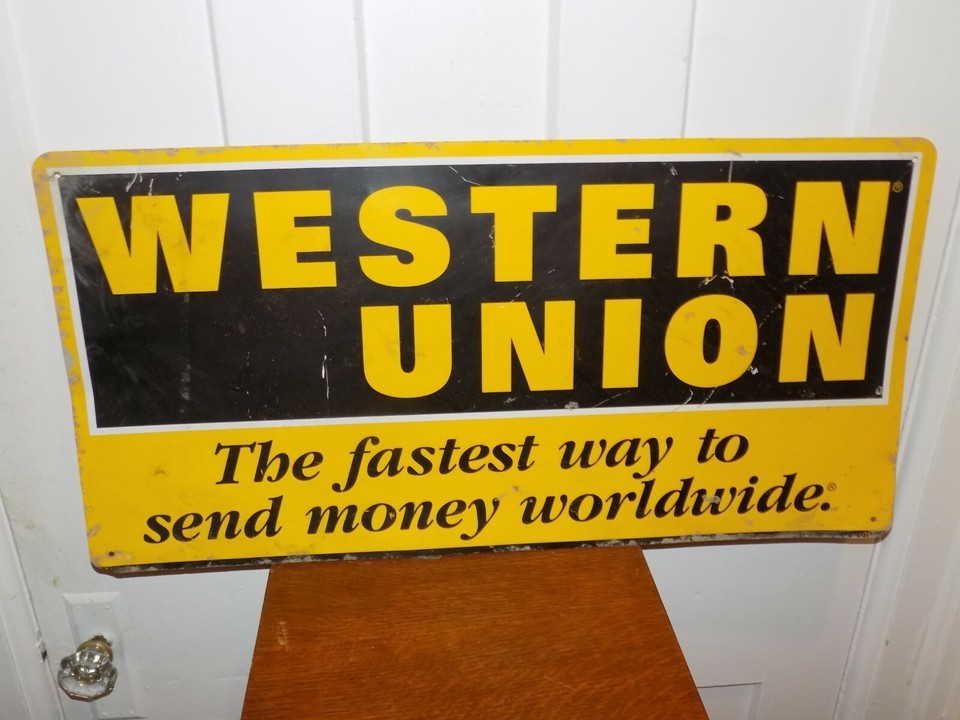 WESTERN®
UNION
The fastest way to
send money worldwide.®